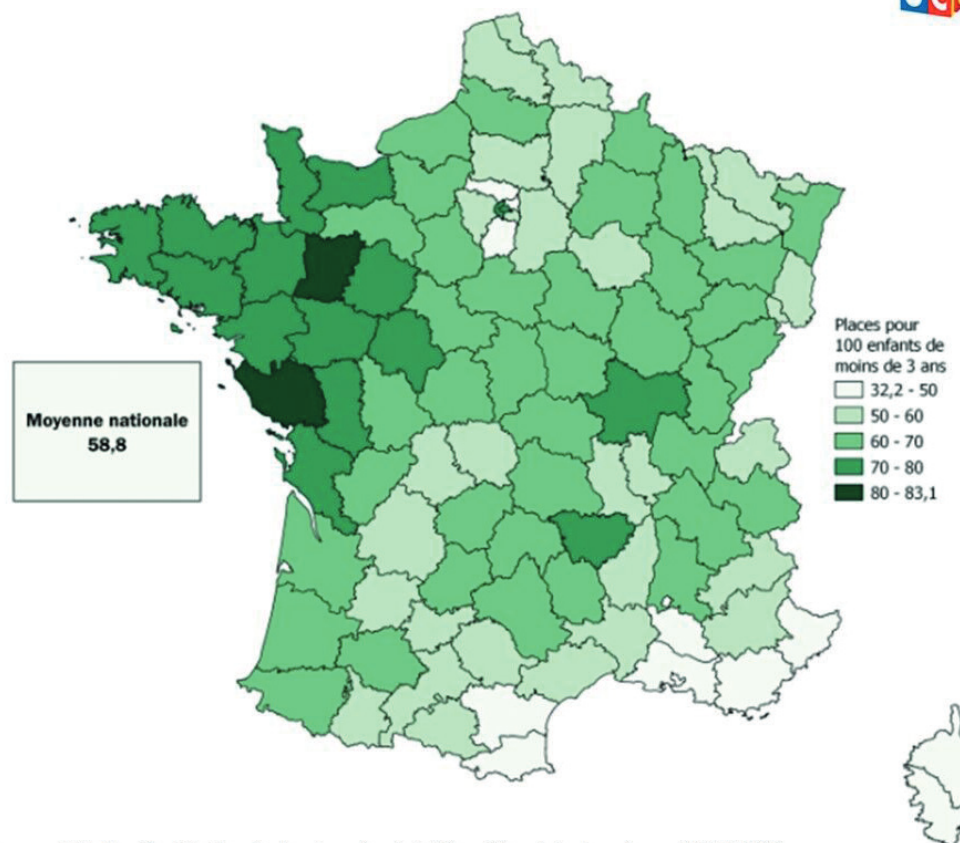 Places pour
100 enfants de
moins de 3 ans
32,2 - 50
50 - 60
60 - 70
70 - 80
80 - 83,1
Moyenne nationale
58,8